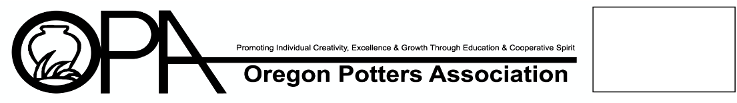 OPA
Promoting Individual Creativity, Excellence & Growth Through Education & Cooperative Spirit
Oregon Potters Association